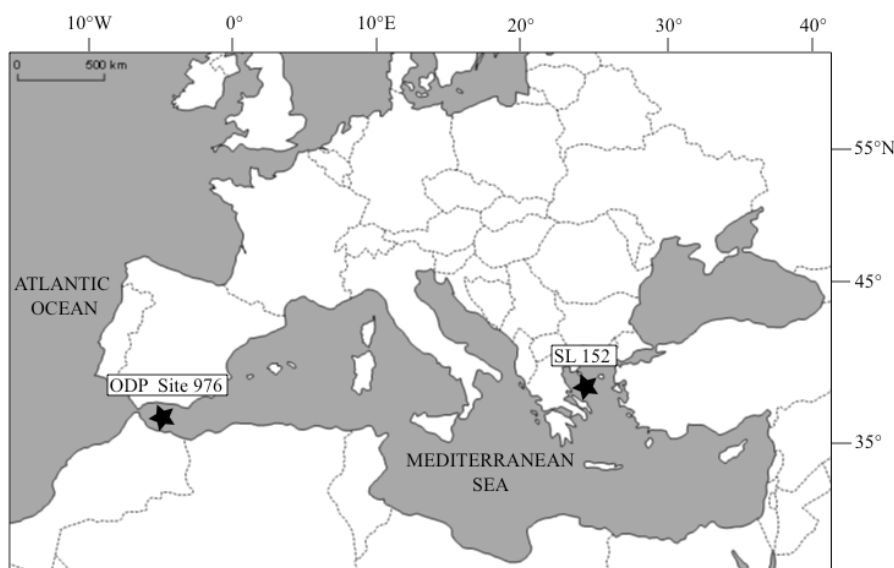 10°W 0° 10°E 20° 30° 40°
0 500 km
55°N
ATLANTIC
OCEAN
45°
SL 152
ODP Site 976
35°
MEDITERRANEAN
SEA